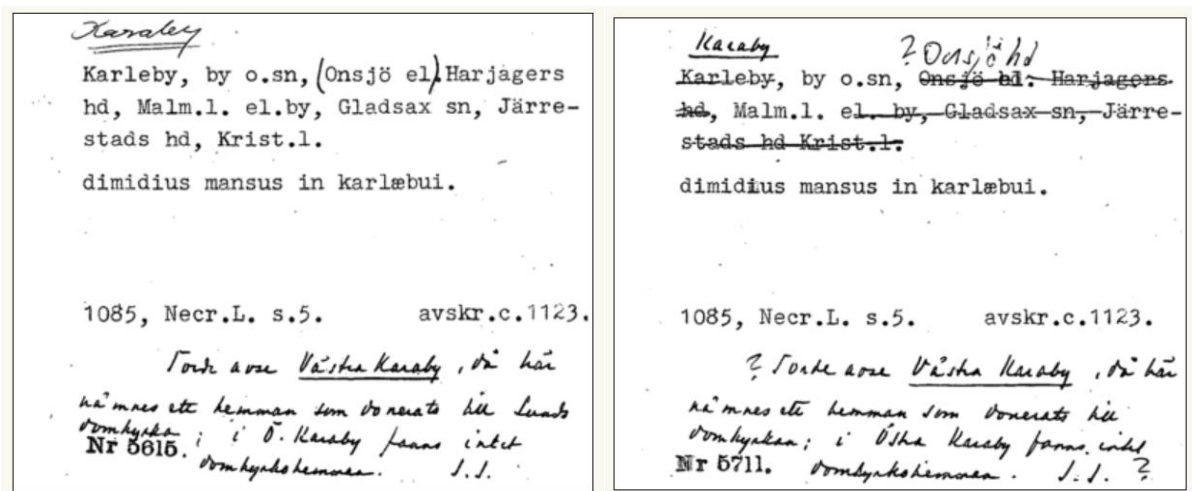 Karaby
Karleby, by o.sn, (Onsjö el) Harjagers
hd, Malm.l. el.by, Gladsax sn, Järre-
stads hd, Krist.l.
dimidius mansus in karlæbui.
1085, Necr.L. s.5. avskr.c.1123.
Torde avse Västra Karaby, då här
nämnes ett hemman som donerats till Lunds
domkyrka; i Ö. Karaby fanns intet
Nr 5615. domkyrkohemman. J.J.
Karaby ? Onsjö hd
Karleby, by o.sn, Onsjö el. Harjagers
hd, Malm.l. el. by, Gladsax sn, Järre-
stads hd Krist.l.
dimidius mansus in karlæbui.
1085, Necr.L. s.5. avskr.c.1123.
? Torde avse Västra Karaby, då här
nämnes ett hemman som donerats till
domkyrkan; i Östra Karaby fanns intet
Nr 5711. domkyrkohemman. J.J. ?